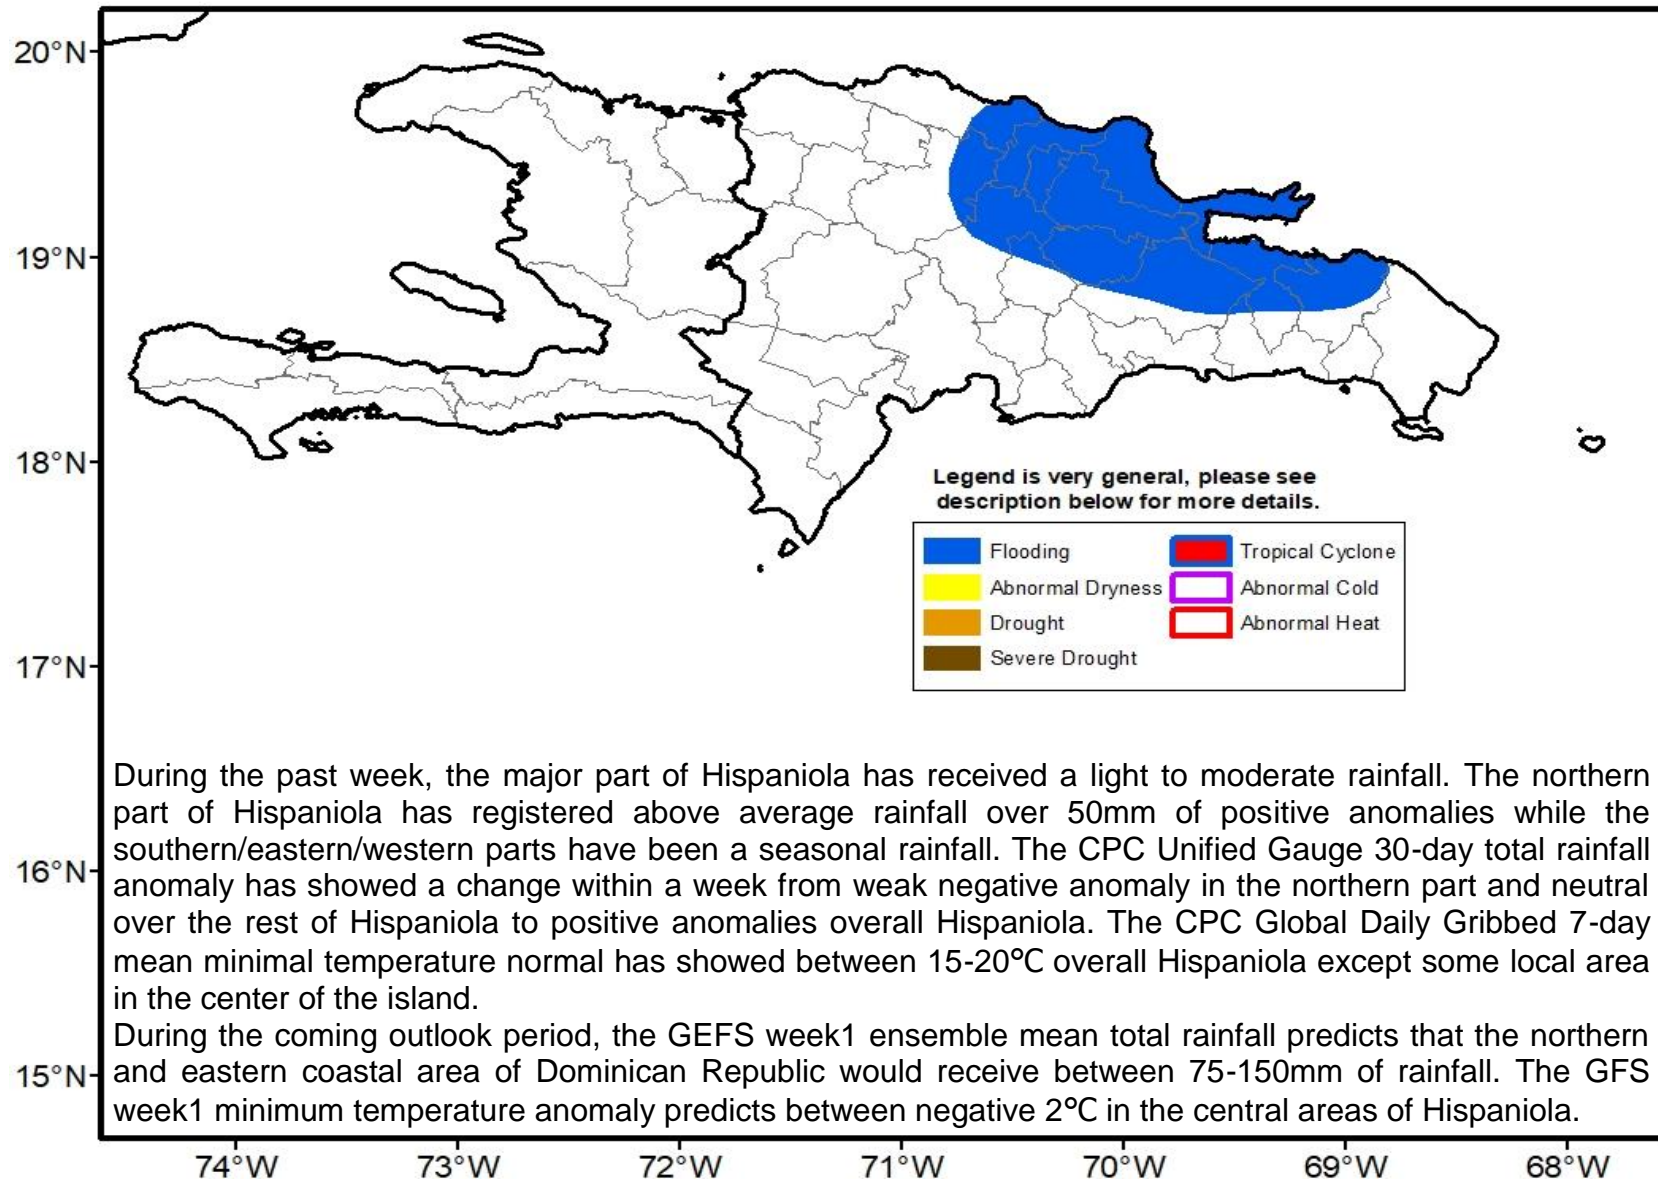 20°N
19°N
18°N
17°N
16°N
15°N
Legend is very general, please see
description below for more details.
Flooding
Tropical Cyclone
Abnormal Dryness
Abnormal Cold
Drought
Abnormal Heat
Severe Drought
During the past week, the major part of Hispaniola has received a light to moderate rainfall. The northern
part of Hispaniola has registered above average rainfall over 50mm of positive anomalies while the
southern/eastern/western parts have been a seasonal rainfall. The CPC Unified Gauge 30-day total rainfall
anomaly has showed a change within a week from weak negative anomaly in the northern part and neutral
over the rest of Hispaniola to positive anomalies overall Hispaniola. The CPC Global Daily Gribbed 7-day
mean minimal temperature normal has showed between 15-20℃ overall Hispaniola except some local area
in the center of the island.
During the coming outlook period, the GEFS week1 ensemble mean total rainfall predicts that the northern
and eastern coastal area of Dominican Republic would receive between 75-150mm of rainfall. The GFS
week1 minimum temperature anomaly predicts between negative 2℃ in the central areas of Hispaniola.
74°W 73°W 72°W 71°W 70°W 69°W 68°W